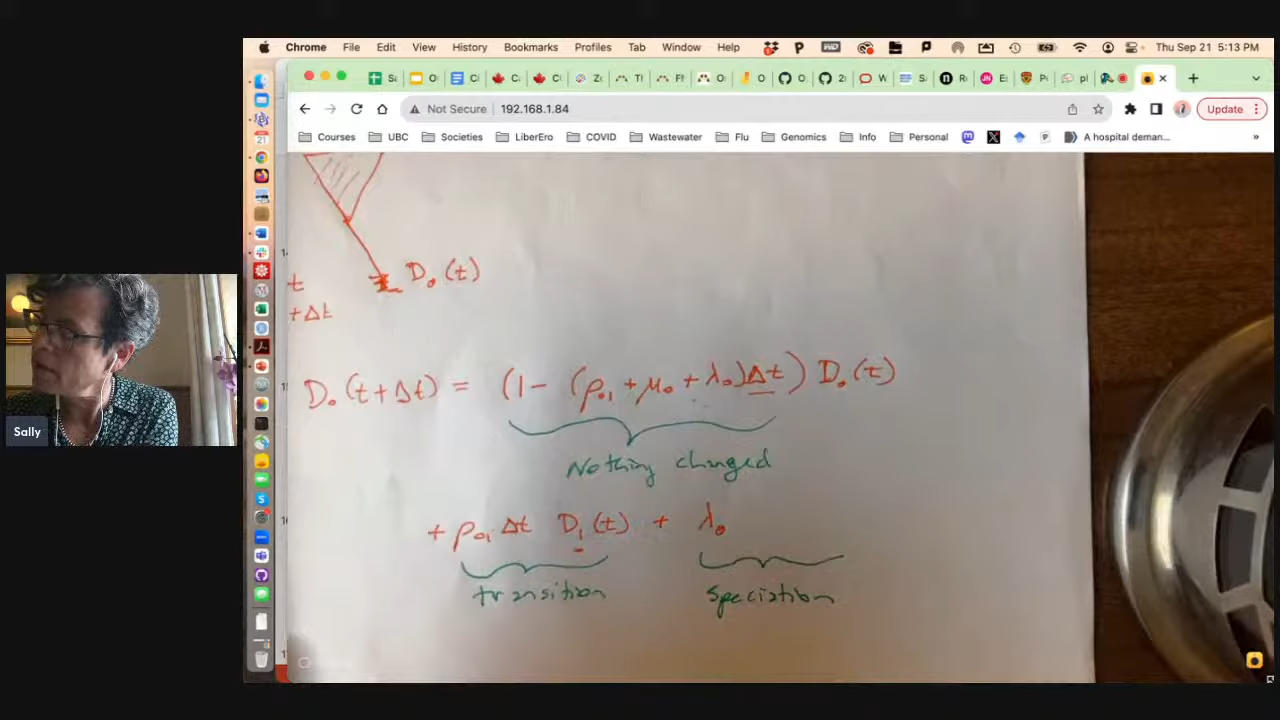 Chrome File Edit View History Bookmarks Profiles Tab Window Help Thu Sep 21 5:13 PM
Not Secure 192.168.1.84 Update
Courses UBC Societies LiberEro COVID Wastewater Flu Genomics Info Personal A hospital deman... »
D₀(t)
t
+Δt
D₀(t+Δt) = (1-(ρ₀₁+μ₀+λ₀)Δt) D₀(t)
Nothing changed
+ ρ₀₁ Δt D₁(t) + λ₀
transition speciation
Sally